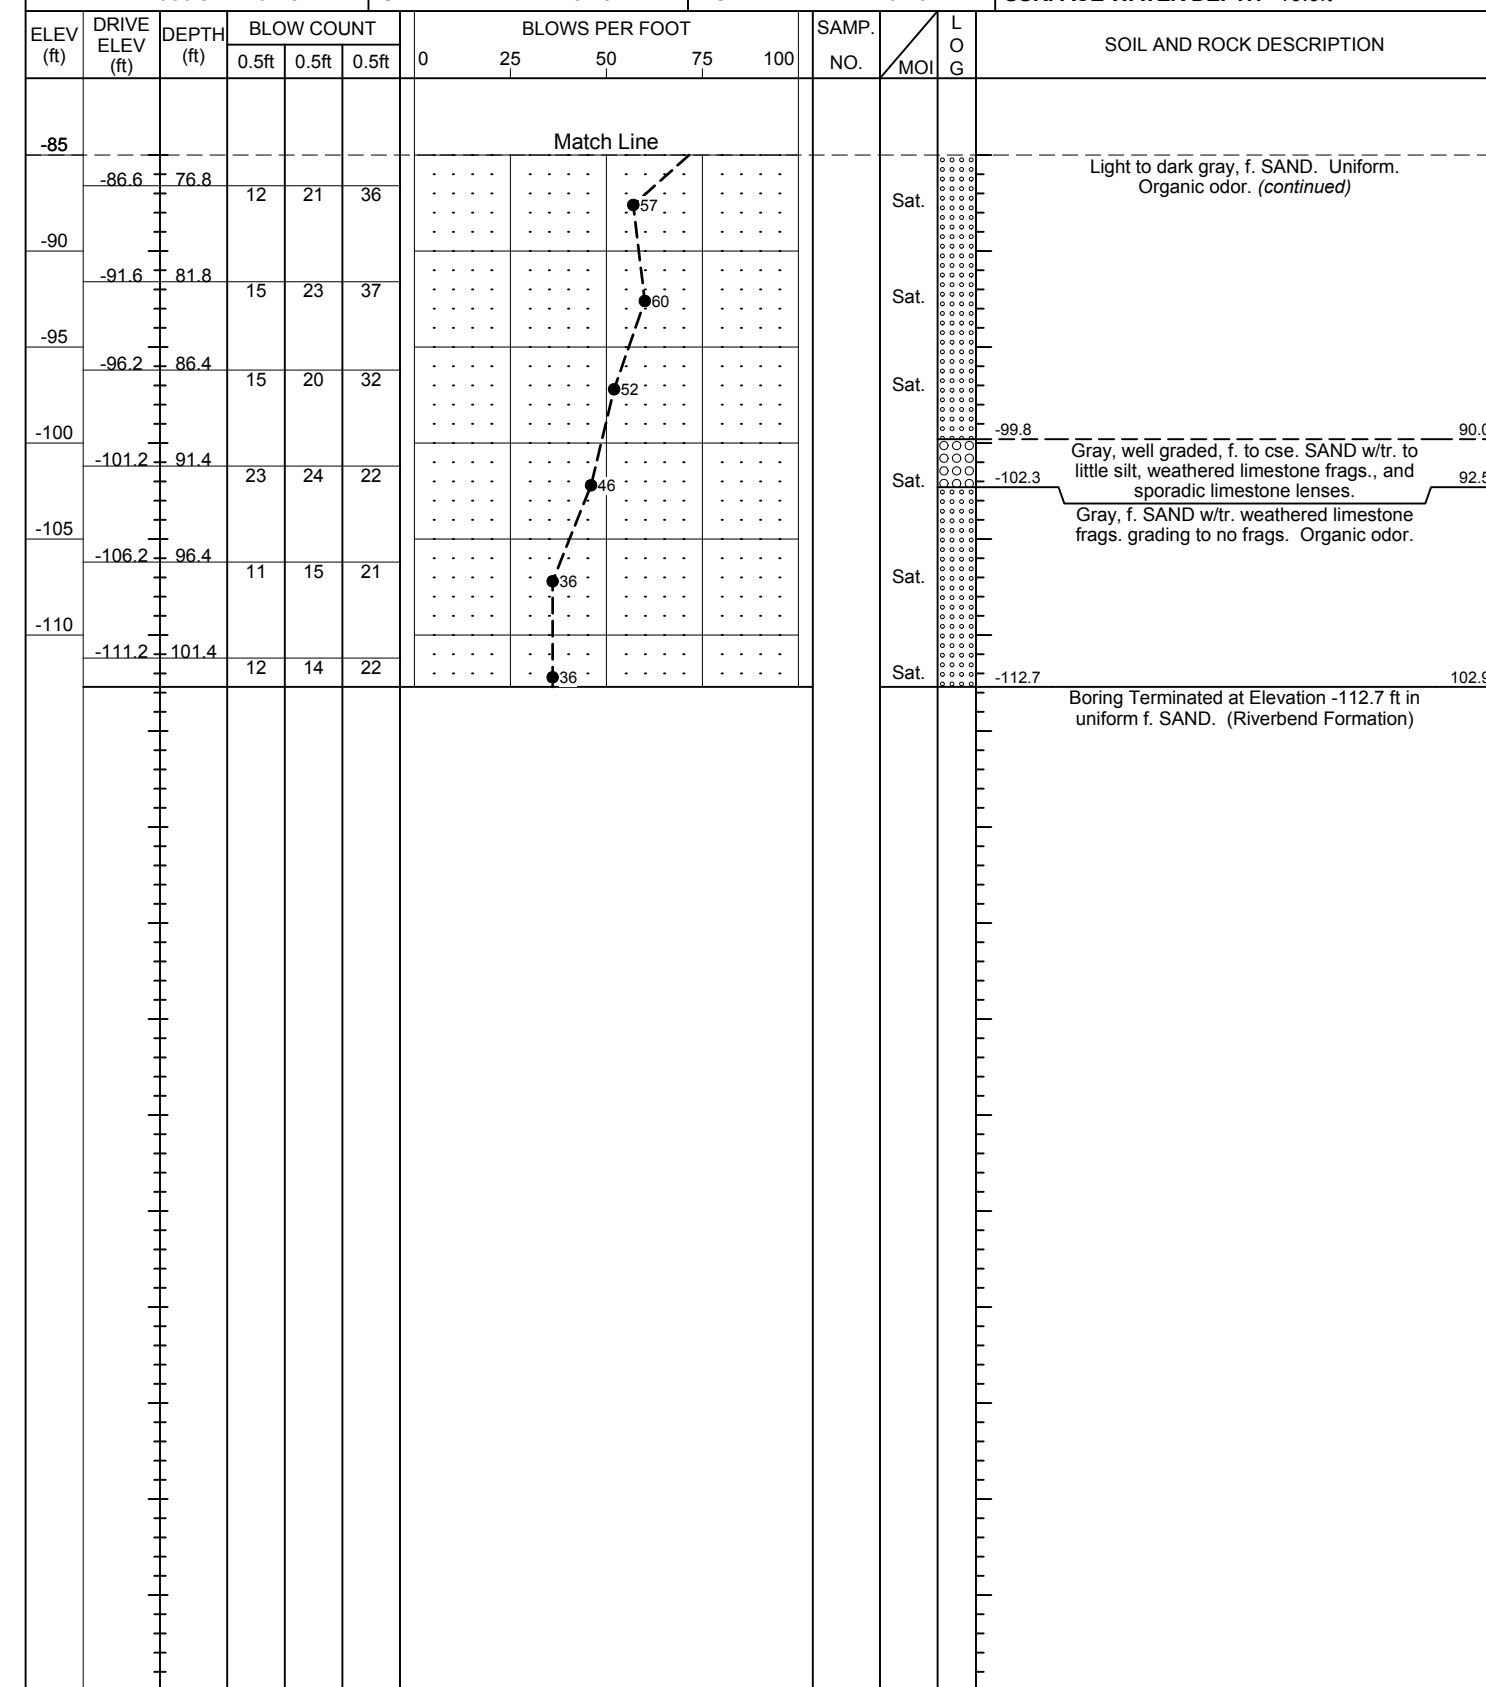 ELEV (ft) DRIVE ELEV (ft) DEPTH (ft) BLOW COUNT BLOWS PER FOOT SAMP. NO. MOI LOG SOIL AND ROCK DESCRIPTION
0.5ft 0.5ft 0.5ft 0 25 50 75 100
Match Line
-85
Light to dark gray, f. SAND. Uniform.
Organic odor. (continued)
-86.6 76.8
12 21 36 57 Sat.
-90
-91.6 81.8
15 23 37 60 Sat.
-95
-96.2 86.4
15 20 32 52 Sat.
-100
-99.8 90.0
Gray, well graded, f. to cse. SAND w/tr. to
little silt, weathered limestone frags., and
sporadic limestone lenses.
-101.2 91.4
23 24 22 46 Sat.
-102.3 92.5
Gray, f. SAND w/tr. weathered limestone
frags. grading to no frags. Organic odor.
-105
-106.2 96.4
11 15 21 36 Sat.
-110
-111.2 101.4
12 14 22 36 Sat.
-112.7 102.9
Boring Terminated at Elevation -112.7 ft in
uniform f. SAND. (Riverbend Formation)